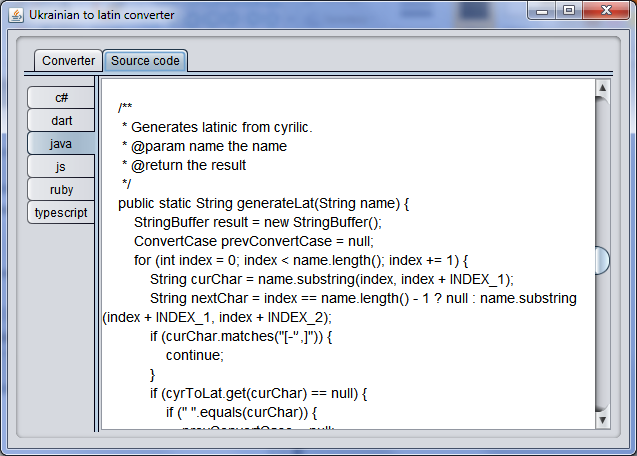 Ukrainian to latin converter
Converter
Source code
c#
dart
java
js
ruby
typescript
/**
* Generates latinic from cyrilic.
* @param name the name
* @return the result
*/
public static String generateLat(String name) {
StringBuffer result = new StringBuffer();
ConvertCase prevConvertCase = null;
for (int index = 0; index < name.length(); index += 1) {
String curChar = name.substring(index, index + INDEX_1);
String nextChar = index == name.length() - 1 ? null : name.substring
(index + INDEX_1, index + INDEX_2);
if (curChar.matches("[-'',]")) {
continue;
}
if (cyrToLat.get(curChar) == null) {
if (" ".equals(curChar)) {
prevConvertCase = null;